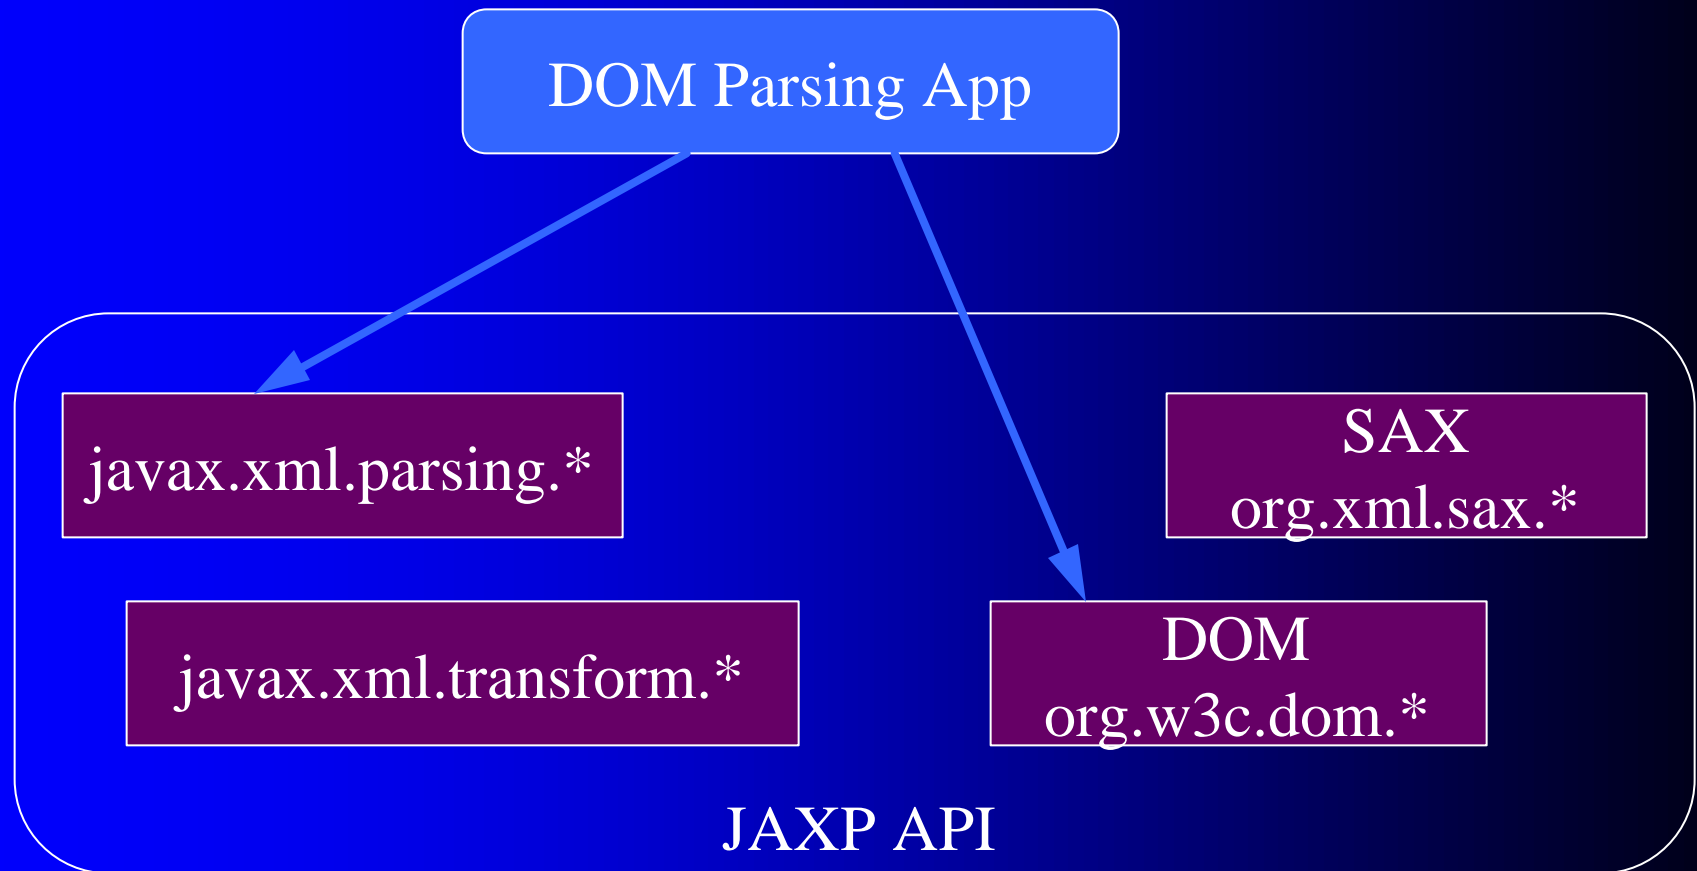 DOM Parsing App
javax.xml.parsing.*
SAX
org.xml.sax.*
javax.xml.transform.*
DOM
org.w3c.dom.*
JAXP API